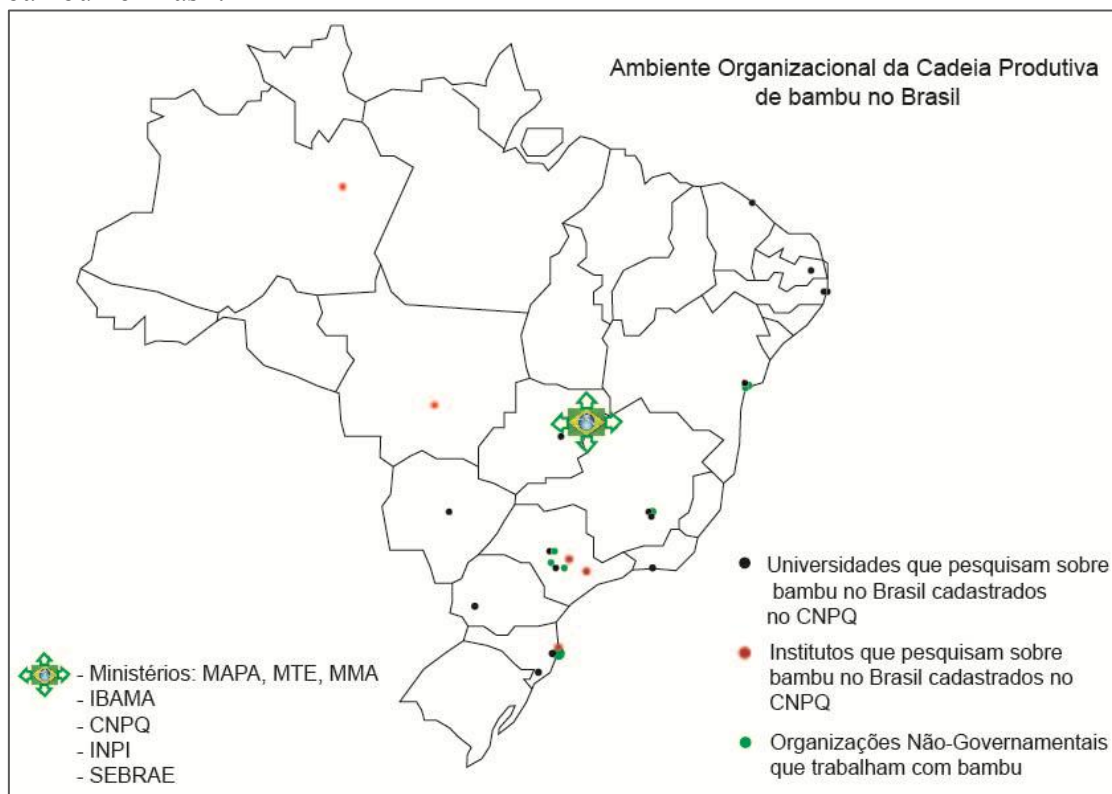 Ambiente Organizacional da Cadeia Produtiva
de bambu no Brasil
Universidades que pesquisam sobre
bambu no Brasil cadastrados
no CNPQ
Institutos que pesquisam sobre
bambu no Brasil cadastrados no
CNPQ
Organizações Não-Governamentais
que trabalham com bambu
- Ministérios: MAPA, MTE, MMA
- IBAMA
- CNPQ
- INPI
- SEBRAE